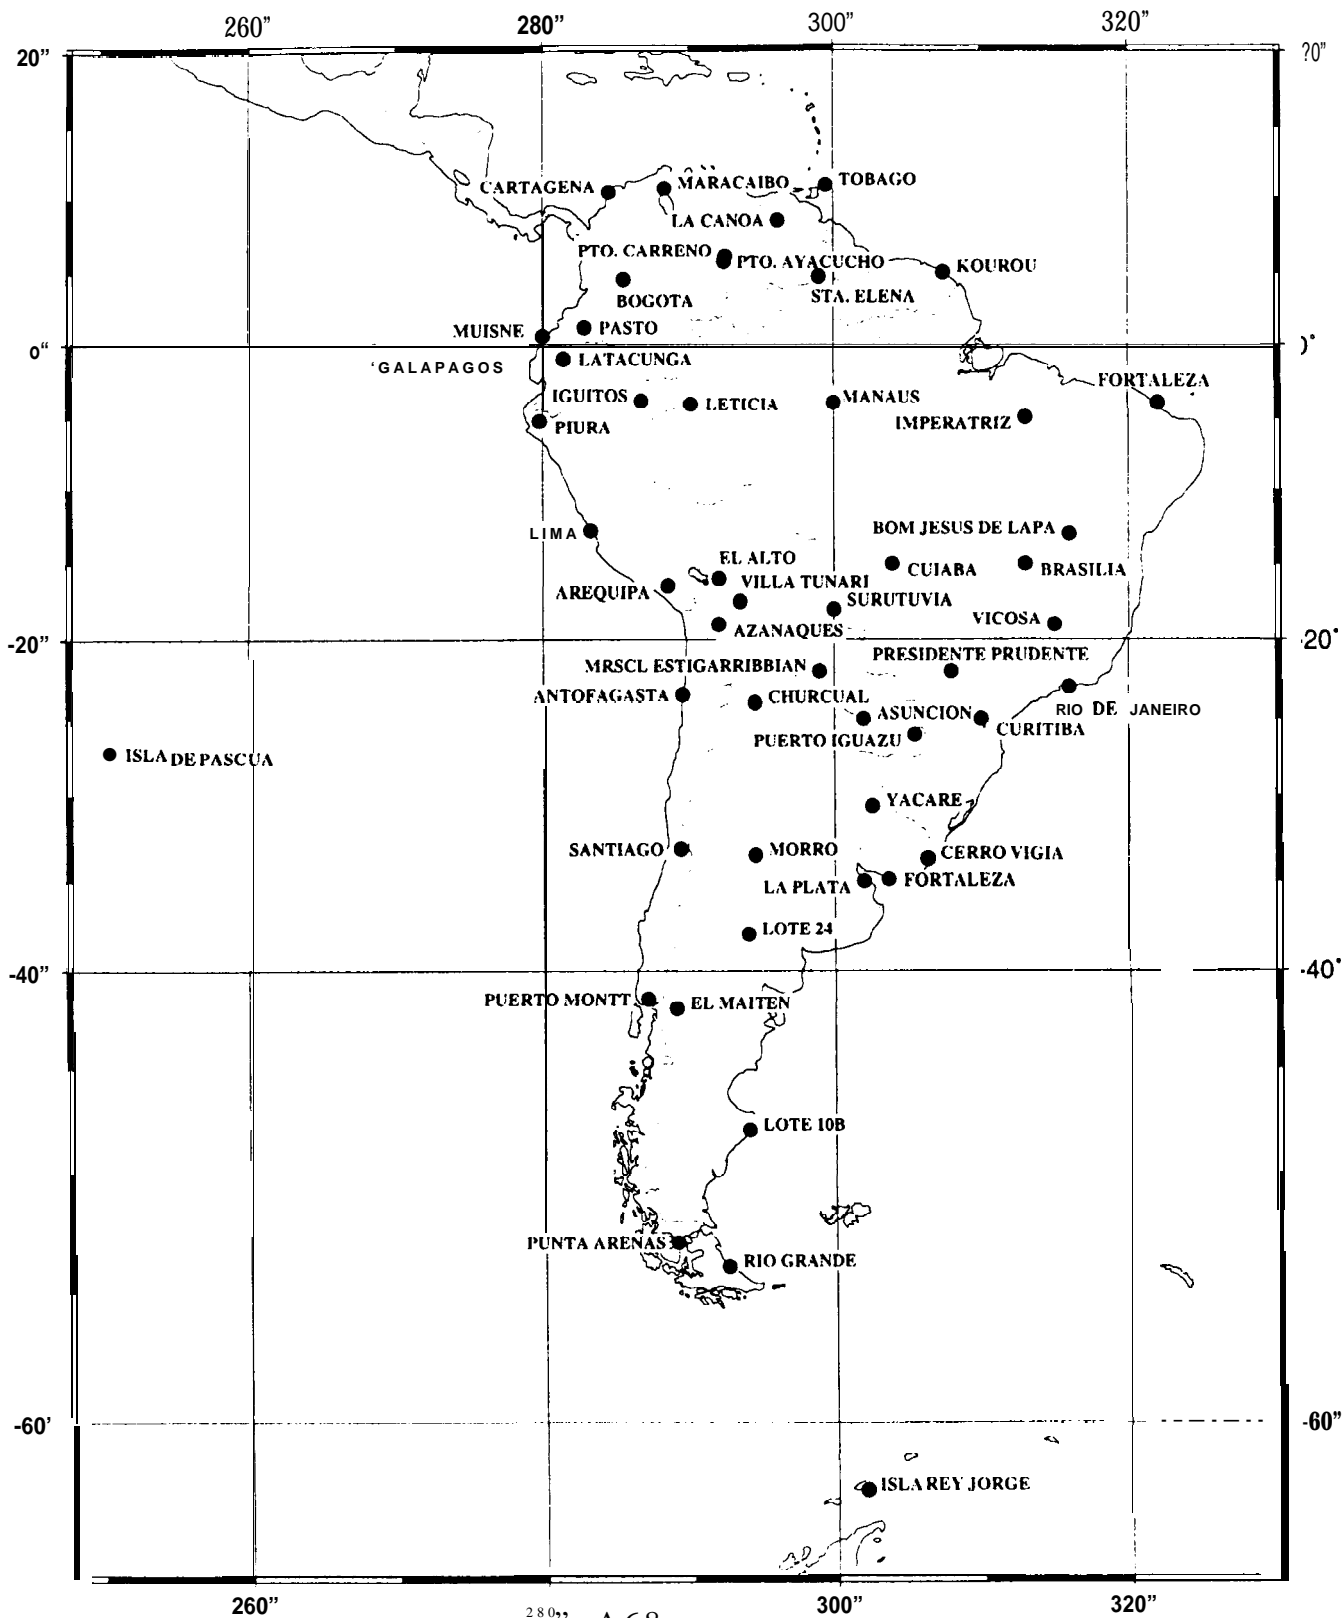 260” 280” 300” 320”
20” ?0”
CARTAGENA
MARACAIBO
TOBAGO
LA CANOA
PTO. CARRENO
PTO. AYACUCHO
KOUROU
BOGOTA
STA. ELENA
MUISNE
PASTO
0“ )°
LATACUNGA
‘GALAPAGOS
FORTALEZA
IGUITOS
LETICIA
MANAUS
IMPERATRIZ
PIURA
BOM JESUS DE LAPA
LIMA
EL ALTO
CUIABA
BRASILIA
VILLA TUNARI
AREQUIPA
SURUTUVIA
VICOSA
AZANAQUES
-20” -20°
PRESIDENTE PRUDENTE
MRSCL ESTIGARRIBBIAN
ANTOFAGASTA
CHURCUAL
RIO DE JANEIRO
ASUNCION
CURITIBA
PUERTO IGUAZU
ISLA DE PASCUA
YACARE
SANTIAGO
MORRO
CERRO VIGIA
LA PLATA
FORTALEZA
LOTE 24
-40” -40°
PUERTO MONTT
EL MAITEN
LOTE 10B
PUNTA ARENAS
RIO GRANDE
-60’ -60”
ISLA REY JORGE
260” 280” 300” 320”